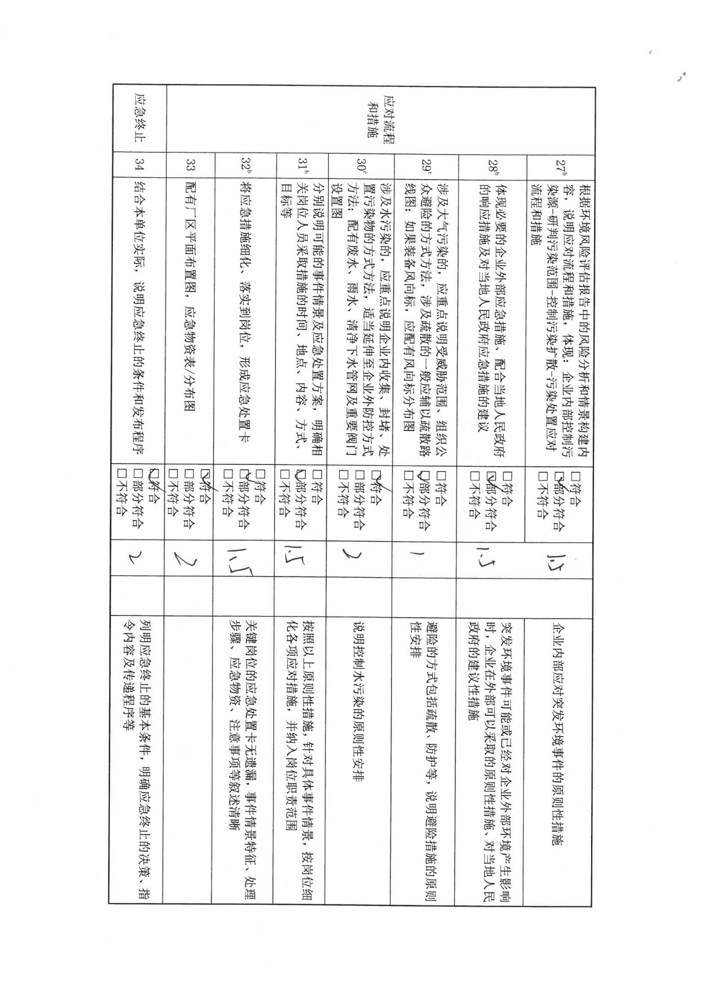 应对流程
和措施
27ᵇ
根据环境风险评估报告中的风险分析和情景构建内
容，说明应对流程和措施，体现：企业内部控制污
染源-研判污染范围-控制污染扩散-污染处置应对
流程和措施
□符合
☑部分符合
□不符合
1.5
企业内部应对突发环境事件的原则性措施
28ᵇ
体现必要的企业外部应急措施、配合当地人民政府
的响应措施及对当地人民政府应急措施的建议
□符合
☑部分符合
□不符合
1.5
突发环境事件可能或已经对企业外部环境产生影响
时，企业在外部可以采取的原则性措施、对当地人民
政府的建议性措施
29ᶜ
涉及大气污染的，应重点说明受威胁范围、组织公
众避险的方式方法，涉及疏散的一般应辅以疏散路
线图；如果装备风向标，应配有风向标分布图
□符合
☑部分符合
□不符合
1
避险的方式包括疏散、防护等，说明避险措施的原则
性安排
30ᶜ
涉及水污染的，应重点说明企业内收集、封堵、处
置污染物的方式方法，适当延伸至企业外防控方式
方法；配有废水、雨水、清净下水管网及重要阀门
设置图
☑符合
□部分符合
□不符合
2
说明控制水污染的原则性安排
31ᵇ
分别说明可能的事件情景及应急处置方案，明确相
关岗位人员采取措施的时间、地点、内容、方式、
目标等
□符合
☑部分符合
□不符合
1.5
按照以上原则性措施，针对具体事件情景，按岗位细
化各项应对措施，并纳入岗位职责范围
32ᵇ
将应急措施细化、落实到岗位，形成应急处置卡
□符合
☑部分符合
□不符合
1.5
关键岗位的应急处置卡无遗漏，事件情景特征、处理
步骤、应急物资、注意事项等叙述清晰
33
配有厂区平面布置图，应急物资表/分布图
☑符合
□部分符合
□不符合
2
应急终止
34
结合本单位实际，说明应急终止的条件和发布程序
☑符合
□部分符合
□不符合
2
列明应急终止的基本条件，明确应急终止的决策、指
令内容及传递程序等